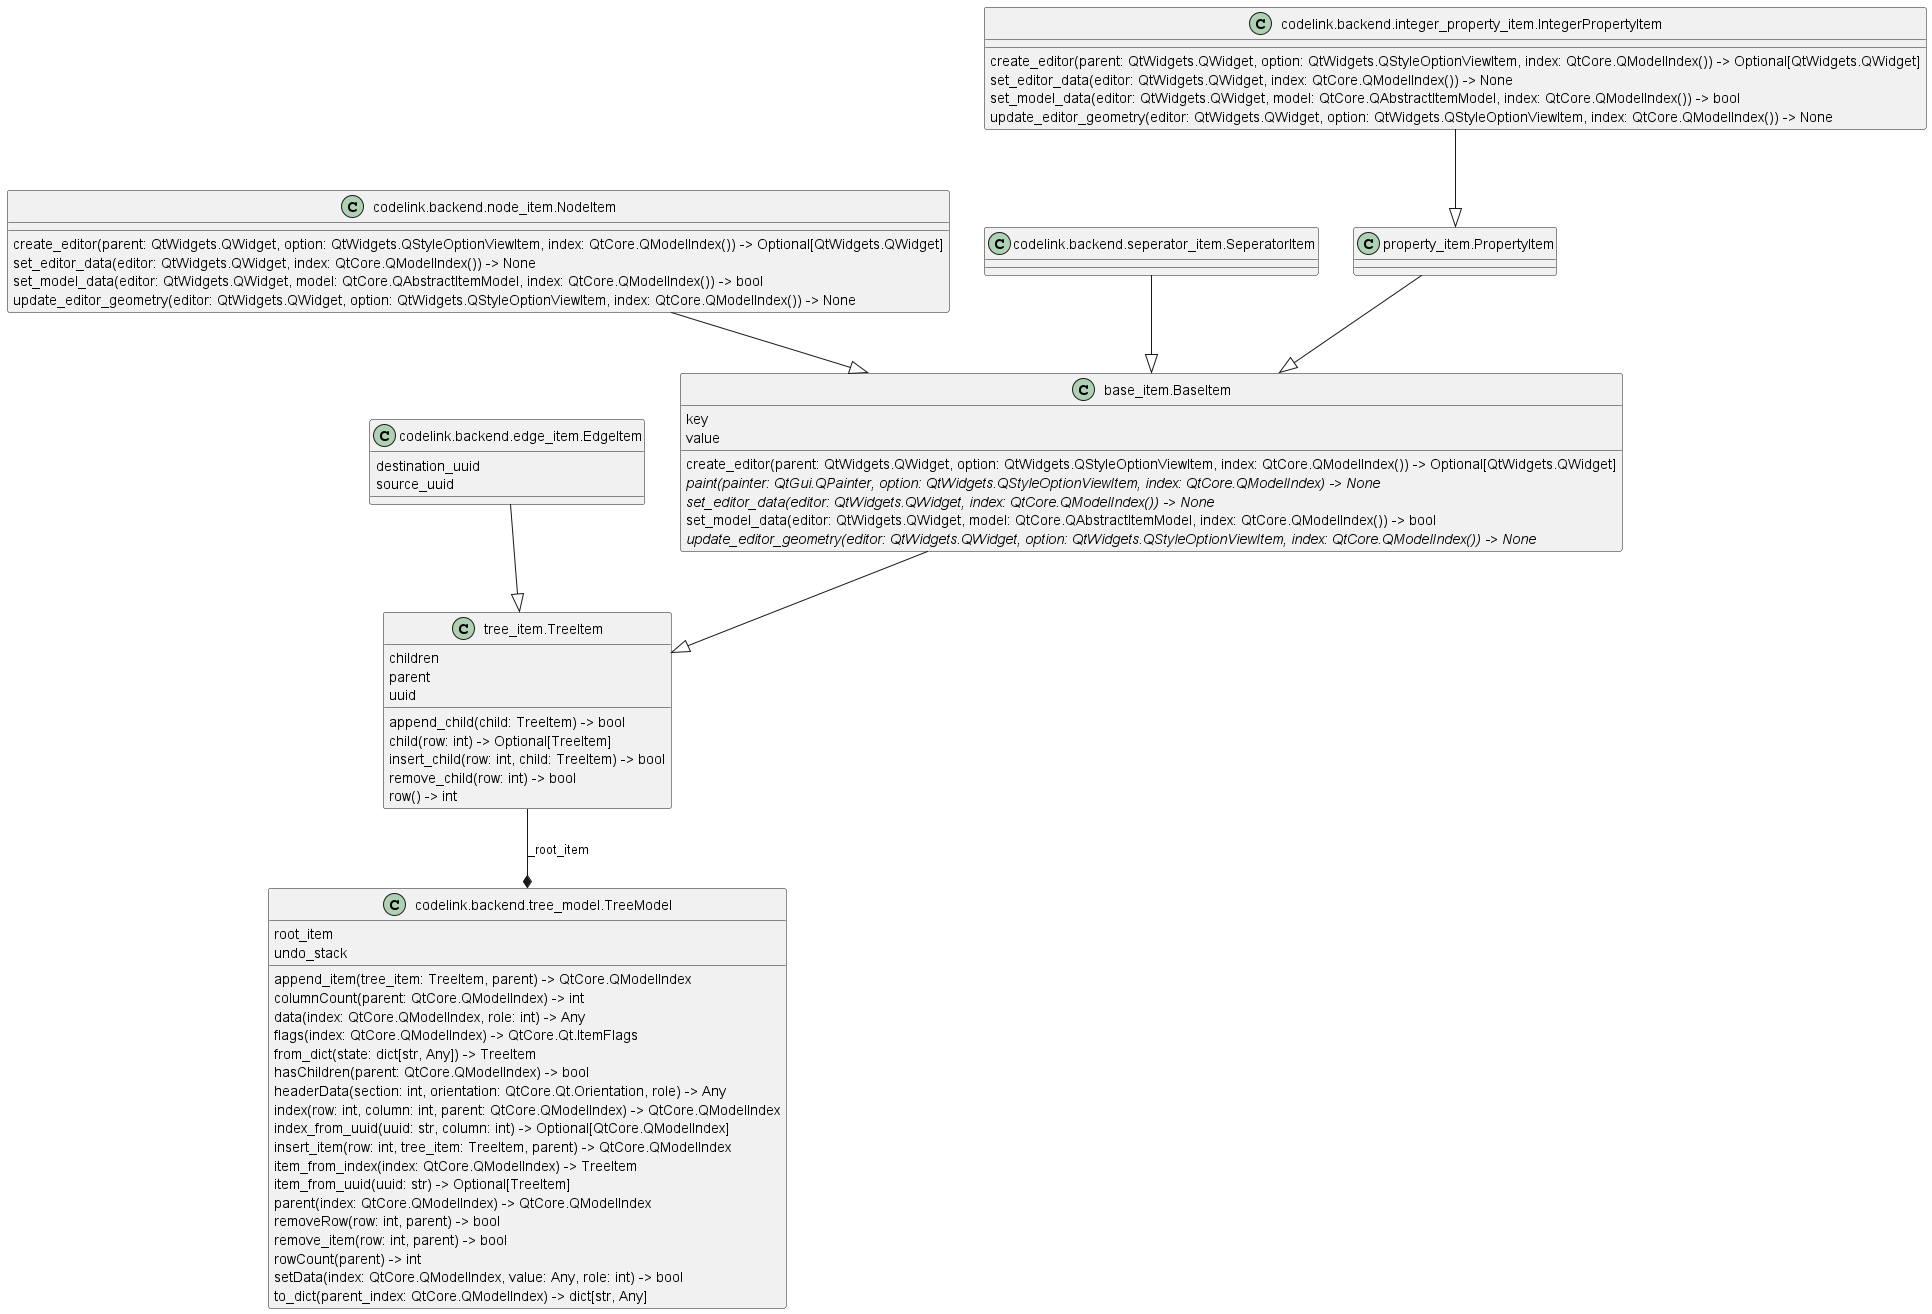 C codelink.backend.integer_property_item.IntegerPropertyItem
create_editor(parent: QtWidgets.QWidget, option: QtWidgets.QStyleOptionViewItem, index: QtCore.QModelIndex()) -> Optional[QtWidgets.QWidget]
set_editor_data(editor: QtWidgets.QWidget, index: QtCore.QModelIndex()) -> None
set_model_data(editor: QtWidgets.QWidget, model: QtCore.QAbstractItemModel, index: QtCore.QModelIndex()) -> bool
update_editor_geometry(editor: QtWidgets.QWidget, option: QtWidgets.QStyleOptionViewItem, index: QtCore.QModelIndex()) -> None
C codelink.backend.node_item.NodeItem
create_editor(parent: QtWidgets.QWidget, option: QtWidgets.QStyleOptionViewItem, index: QtCore.QModelIndex()) -> Optional[QtWidgets.QWidget]
set_editor_data(editor: QtWidgets.QWidget, index: QtCore.QModelIndex()) -> None
set_model_data(editor: QtWidgets.QWidget, model: QtCore.QAbstractItemModel, index: QtCore.QModelIndex()) -> bool
update_editor_geometry(editor: QtWidgets.QWidget, option: QtWidgets.QStyleOptionViewItem, index: QtCore.QModelIndex()) -> None
C codelink.backend.seperator_item.SeperatorItem
C property_item.PropertyItem
C base_item.BaseItem
key
value
create_editor(parent: QtWidgets.QWidget, option: QtWidgets.QStyleOptionViewItem, index: QtCore.QModelIndex()) -> Optional[QtWidgets.QWidget]
paint(painter: QtGui.QPainter, option: QtWidgets.QStyleOptionViewItem, index: QtCore.QModelIndex) -> None
set_editor_data(editor: QtWidgets.QWidget, index: QtCore.QModelIndex()) -> None
set_model_data(editor: QtWidgets.QWidget, model: QtCore.QAbstractItemModel, index: QtCore.QModelIndex()) -> bool
update_editor_geometry(editor: QtWidgets.QWidget, option: QtWidgets.QStyleOptionViewItem, index: QtCore.QModelIndex()) -> None
C codelink.backend.edge_item.EdgeItem
destination_uuid
source_uuid
C tree_item.TreeItem
children
parent
uuid
append_child(child: TreeItem) -> bool
child(row: int) -> Optional[TreeItem]
insert_child(row: int, child: TreeItem) -> bool
remove_child(row: int) -> bool
row() -> int
_root_item
C codelink.backend.tree_model.TreeModel
root_item
undo_stack
append_item(tree_item: TreeItem, parent) -> QtCore.QModelIndex
columnCount(parent: QtCore.QModelIndex) -> int
data(index: QtCore.QModelIndex, role: int) -> Any
flags(index: QtCore.QModelIndex) -> QtCore.Qt.ItemFlags
from_dict(state: dict[str, Any]) -> TreeItem
hasChildren(parent: QtCore.QModelIndex) -> bool
headerData(section: int, orientation: QtCore.Qt.Orientation, role) -> Any
index(row: int, column: int, parent: QtCore.QModelIndex) -> QtCore.QModelIndex
index_from_uuid(uuid: str, column: int) -> Optional[QtCore.QModelIndex]
insert_item(row: int, tree_item: TreeItem, parent) -> QtCore.QModelIndex
item_from_index(index: QtCore.QModelIndex) -> TreeItem
item_from_uuid(uuid: str) -> Optional[TreeItem]
parent(index: QtCore.QModelIndex) -> QtCore.QModelIndex
removeRow(row: int, parent) -> bool
remove_item(row: int, parent) -> bool
rowCount(parent) -> int
setData(index: QtCore.QModelIndex, value: Any, role: int) -> bool
to_dict(parent_index: QtCore.QModelIndex) -> dict[str, Any]